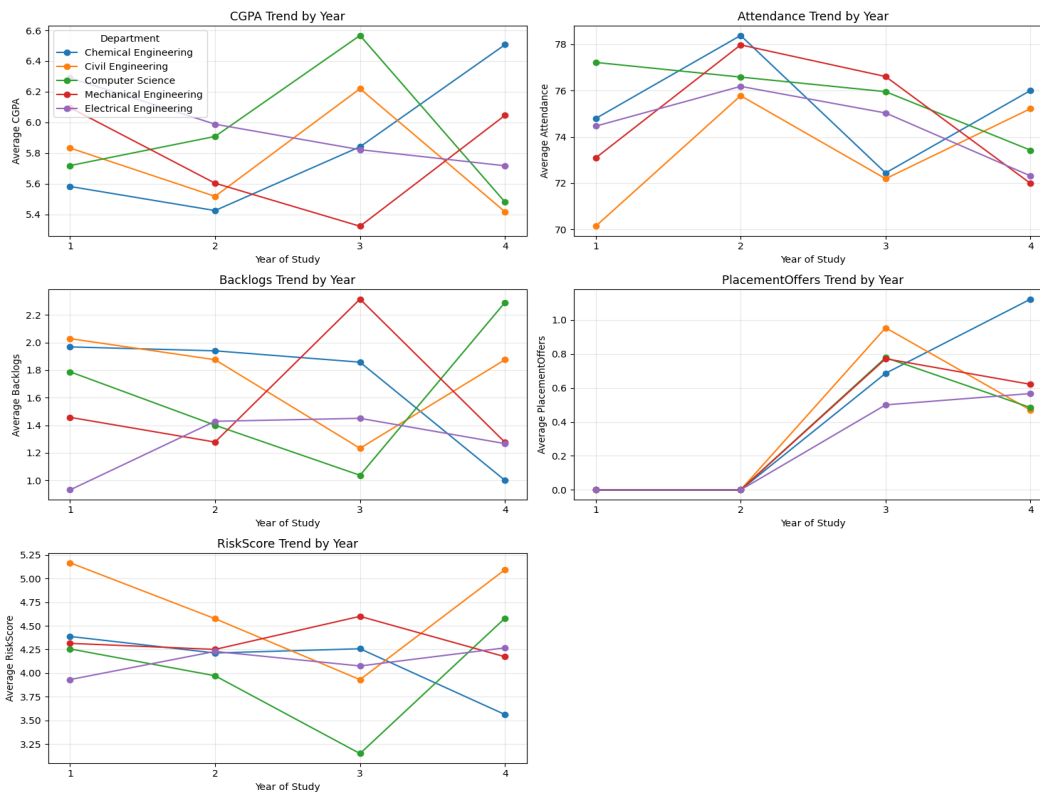 CGPA Trend by Year
Average CGPA
6.6
6.4
6.2
6.0
5.8
5.6
5.4
Department
Chemical Engineering
Civil Engineering
Computer Science
Mechanical Engineering
Electrical Engineering
1 2 3 4
Year of Study
Attendance Trend by Year
Average Attendance
78
76
74
72
70
1 2 3 4
Year of Study
Backlogs Trend by Year
Average Backlogs
2.2
2.0
1.8
1.6
1.4
1.2
1.0
1 2 3 4
Year of Study
PlacementOffers Trend by Year
Average PlacementOffers
1.0
0.8
0.6
0.4
0.2
0.0
1 2 3 4
Year of Study
RiskScore Trend by Year
Average RiskScore
5.25
5.00
4.75
4.50
4.25
4.00
3.75
3.50
3.25
1 2 3 4
Year of Study